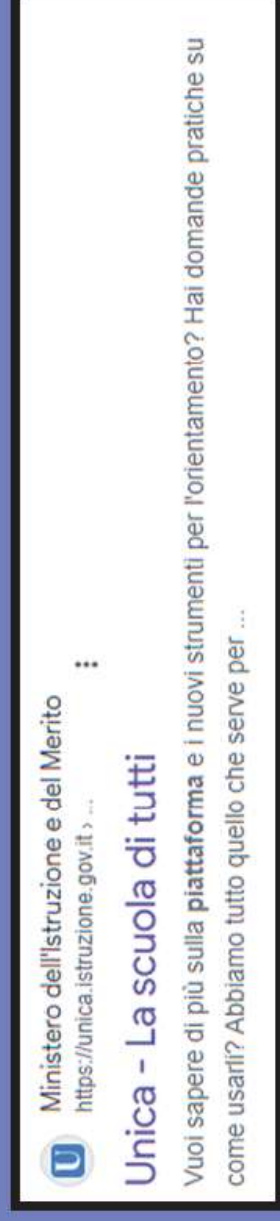 U
Ministero dell'Istruzione e del Merito
https://unica.istruzione.gov.it › ...
Unica - La scuola di tutti
Vuoi sapere di più sulla piattaforma e i nuovi strumenti per l'orientamento? Hai domande pratiche su
come usarli? Abbiamo tutto quello che serve per ...